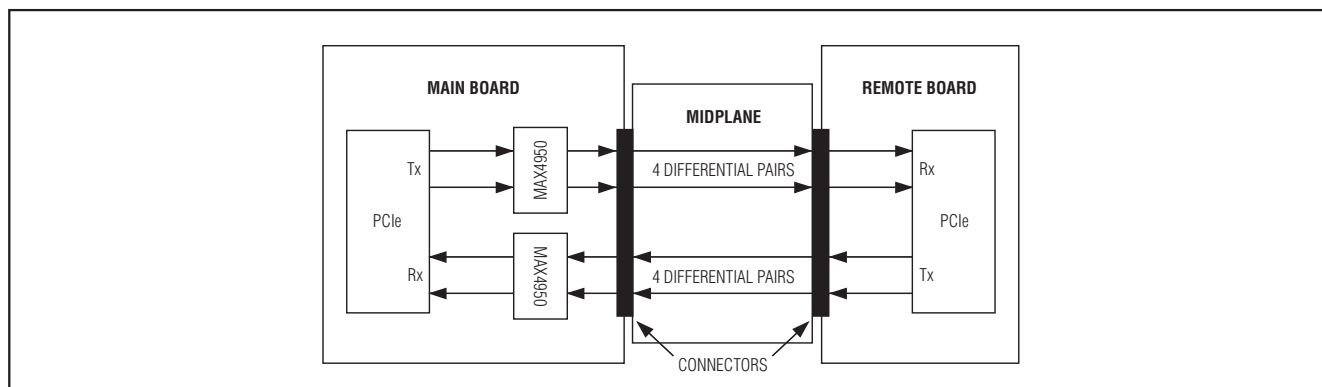 MAIN BOARD
MIDPLANE
REMOTE BOARD
Tx
MAX4950
4 DIFFERENTIAL PAIRS
Rx
PCIe
PCIe
Rx
MAX4950
4 DIFFERENTIAL PAIRS
Tx
CONNECTORS